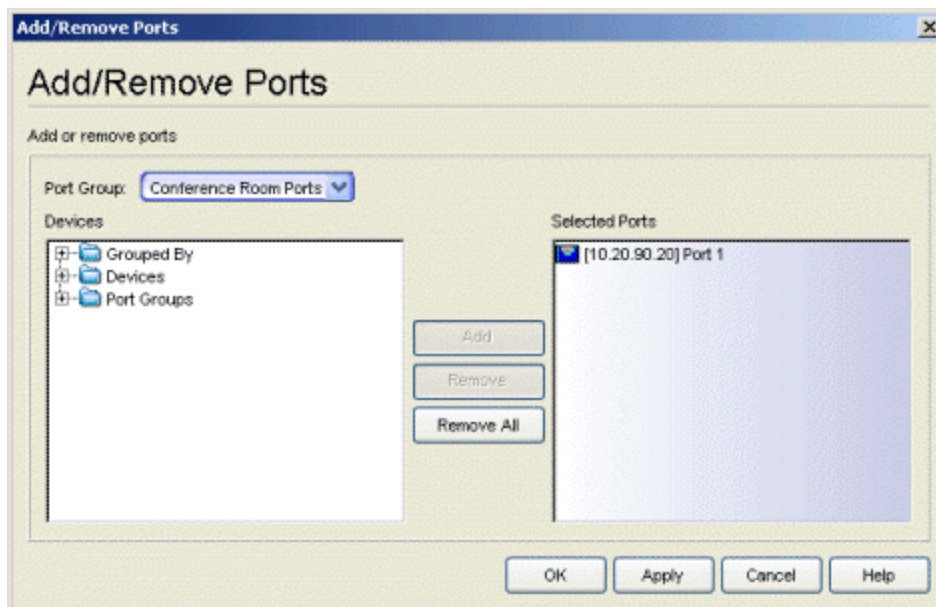 Add/Remove Ports
Add/Remove Ports
Add or remove ports
Port Group: Conference Room Ports
Devices
Grouped By
Devices
Port Groups
Add
Remove
Remove All
Selected Ports
[10.20.90.20] Port 1
OK Apply Cancel Help